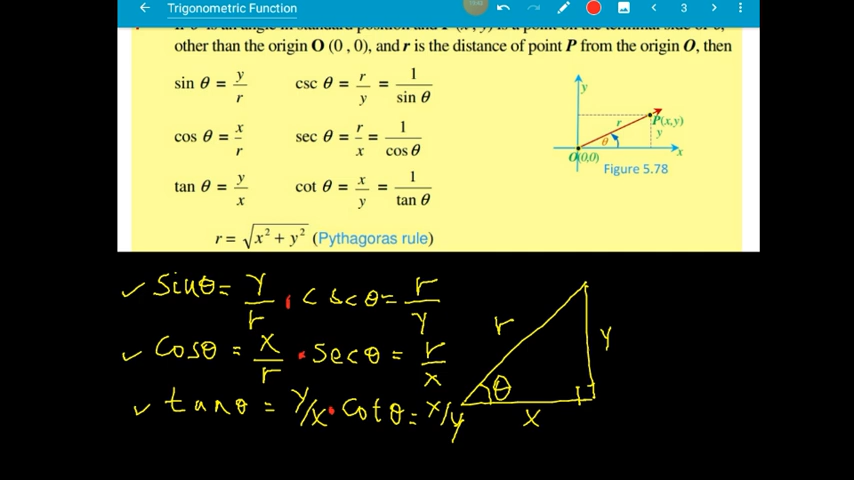 Trigonometric Function
3
other than the origin O (0 , 0), and r is the distance of point P from the origin O, then
sin θ = y/r csc θ = r/y = 1/sin θ
cos θ = x/r sec θ = r/x = 1/cos θ
tan θ = y/x cot θ = x/y = 1/tan θ
r = √(x² + y²) (Pythagoras rule)
y
r
P(x,y)
θ
y
O(0,0)
x
Figure 5.78
✓ Sinθ = y/r • cscθ = r/y
✓ Cosθ = x/r • Secθ = r/x
✓ tanθ = y/x • Cotθ = x/y
r
y
θ
x